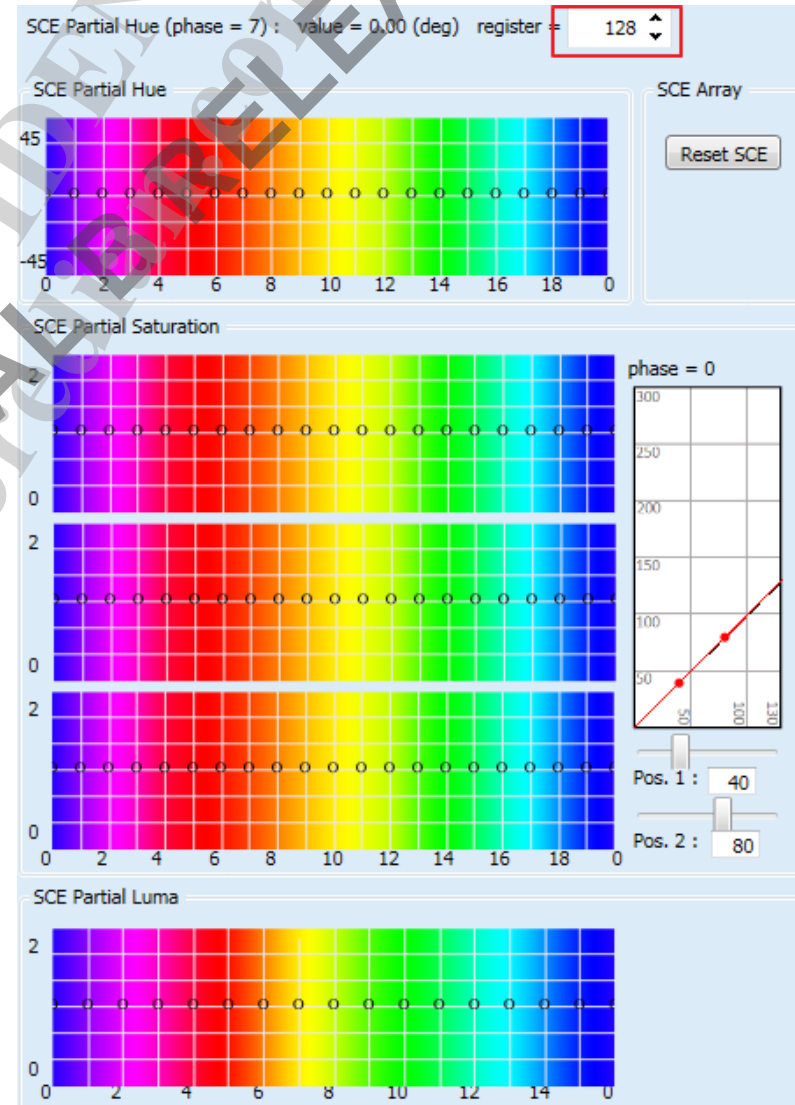 SCE Partial Hue (phase = 7) : value = 0.00 (deg) register = 128
SCE Partial Hue
45
-45
0 2 4 6 8 10 12 14 16 18 0
SCE Array
Reset SCE
SCE Partial Saturation
2
0
2
0
2
0
0 2 4 6 8 10 12 14 16 18 0
phase = 0
300
250
200
150
100
50
50 100 130
Pos. 1 : 40
Pos. 2 : 80
SCE Partial Luma
2
0
0 2 4 6 8 10 12 14 0